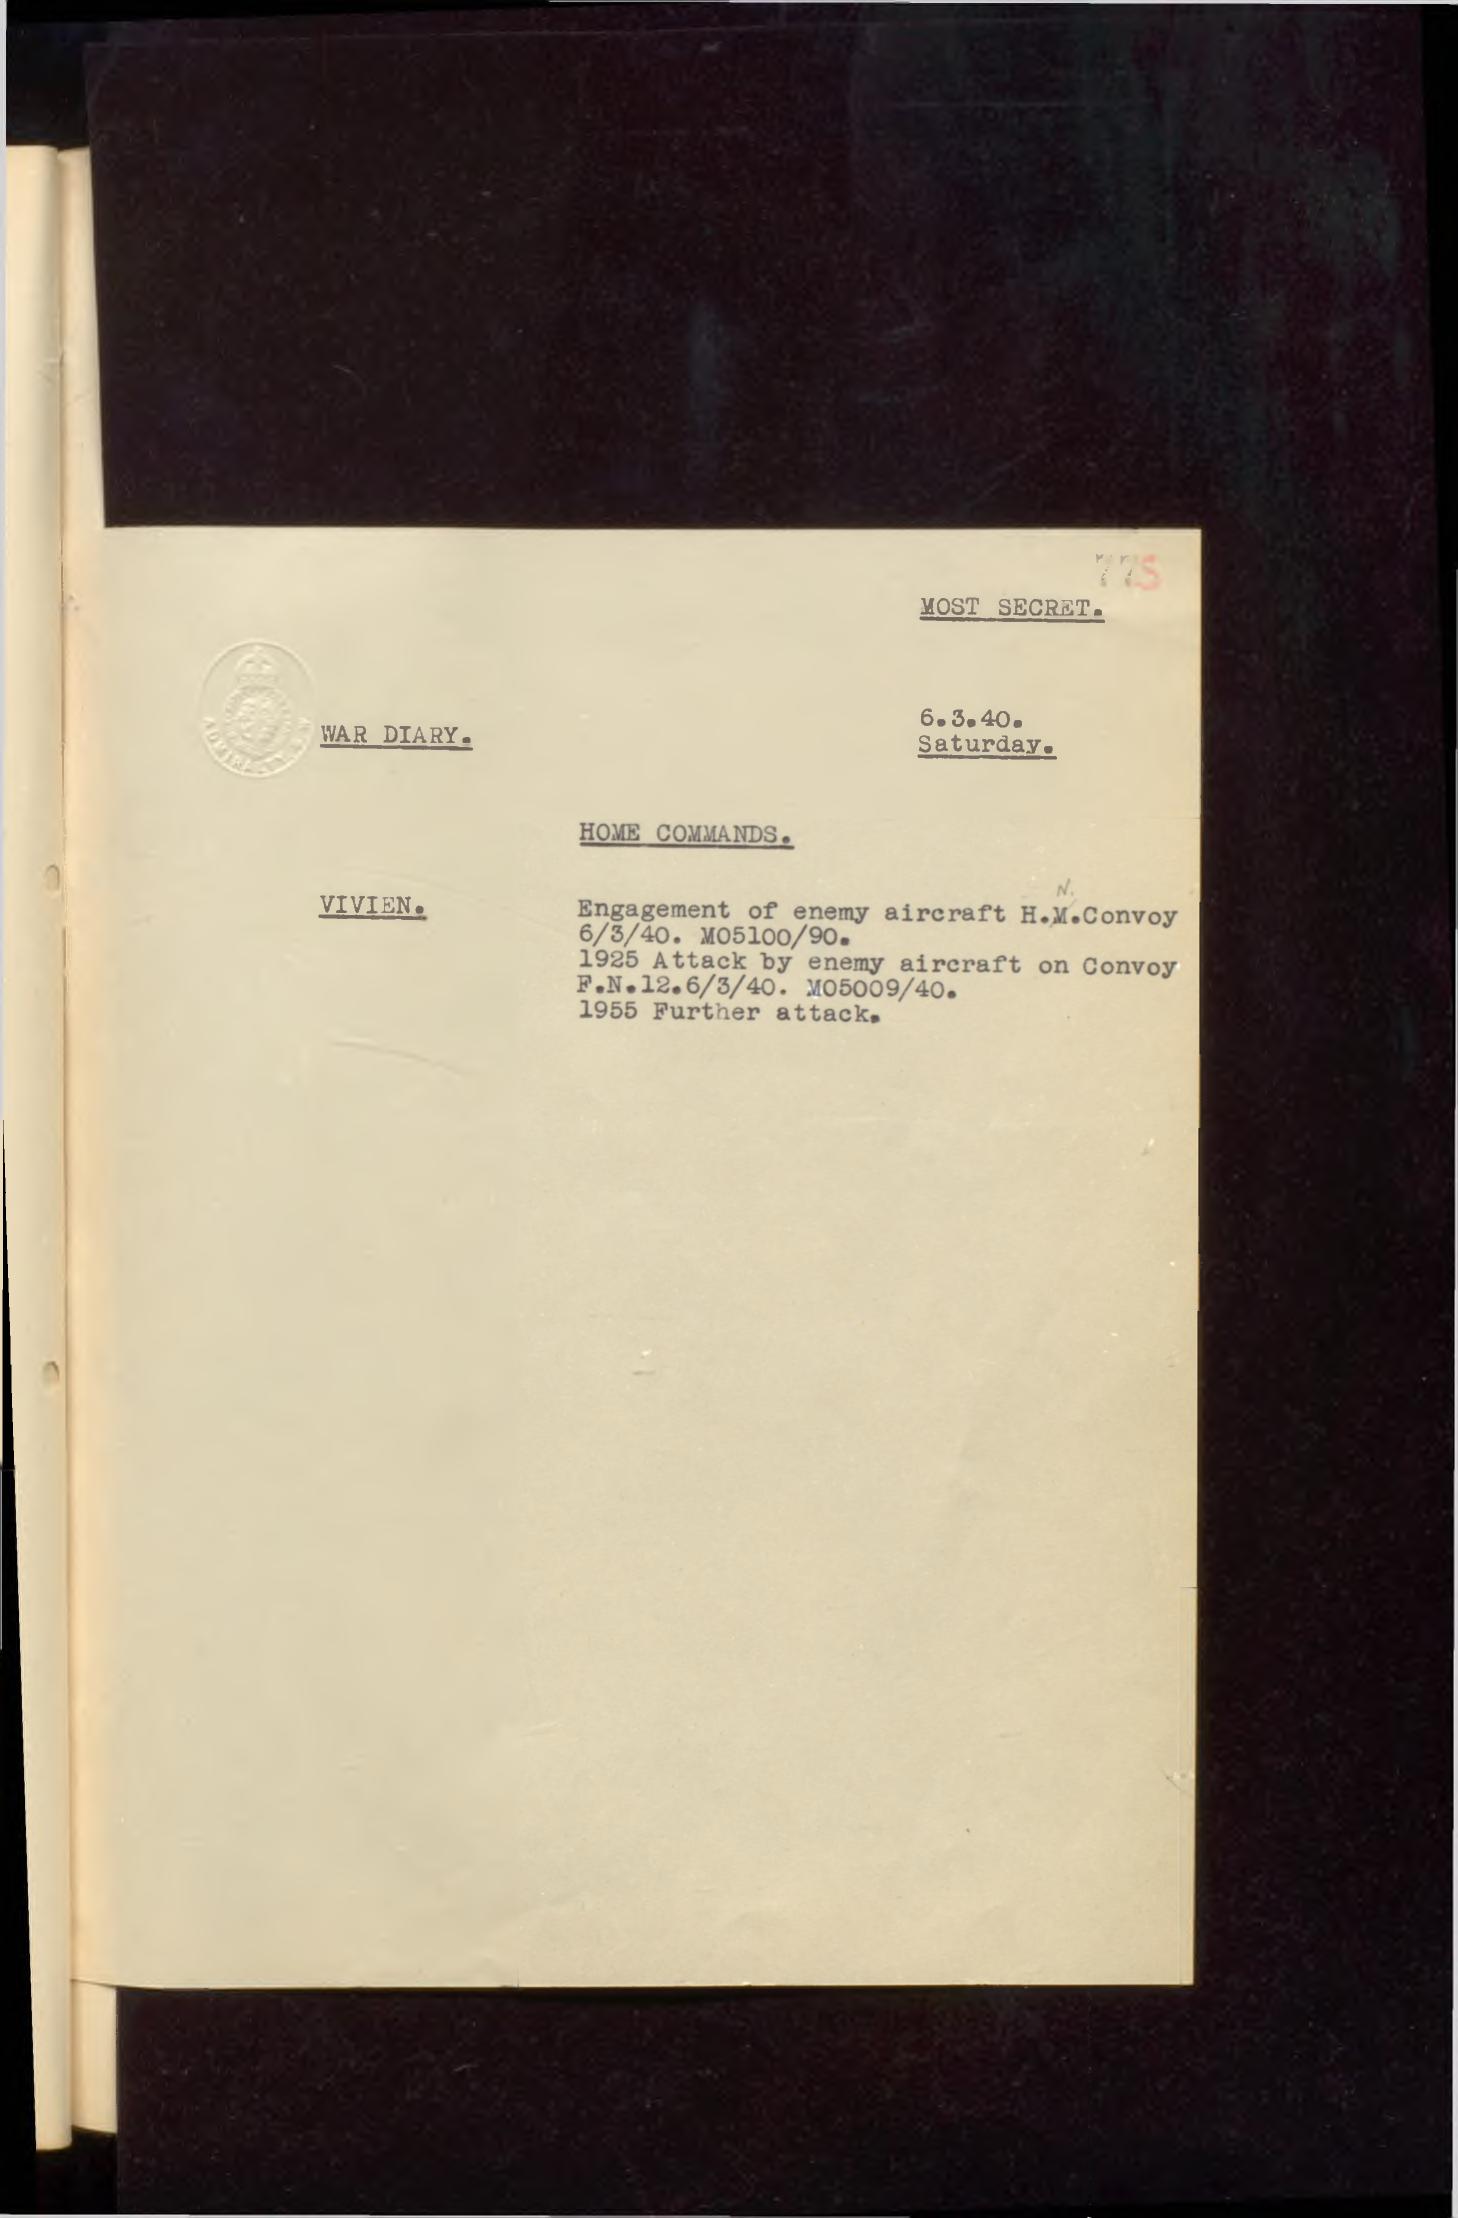 775
MOST SECRET.
6.3.40.
WAR DIARY.
Saturday.
HOME COMMANDS.
N.
VIVIEN.
Engagement of enemy aircraft H.M.Convoy
6/3/40. M05100/90.
1925 Attack by enemy aircraft on Convoy
F.N.12.6/3/40. M05009/40.
1955 Further attack.